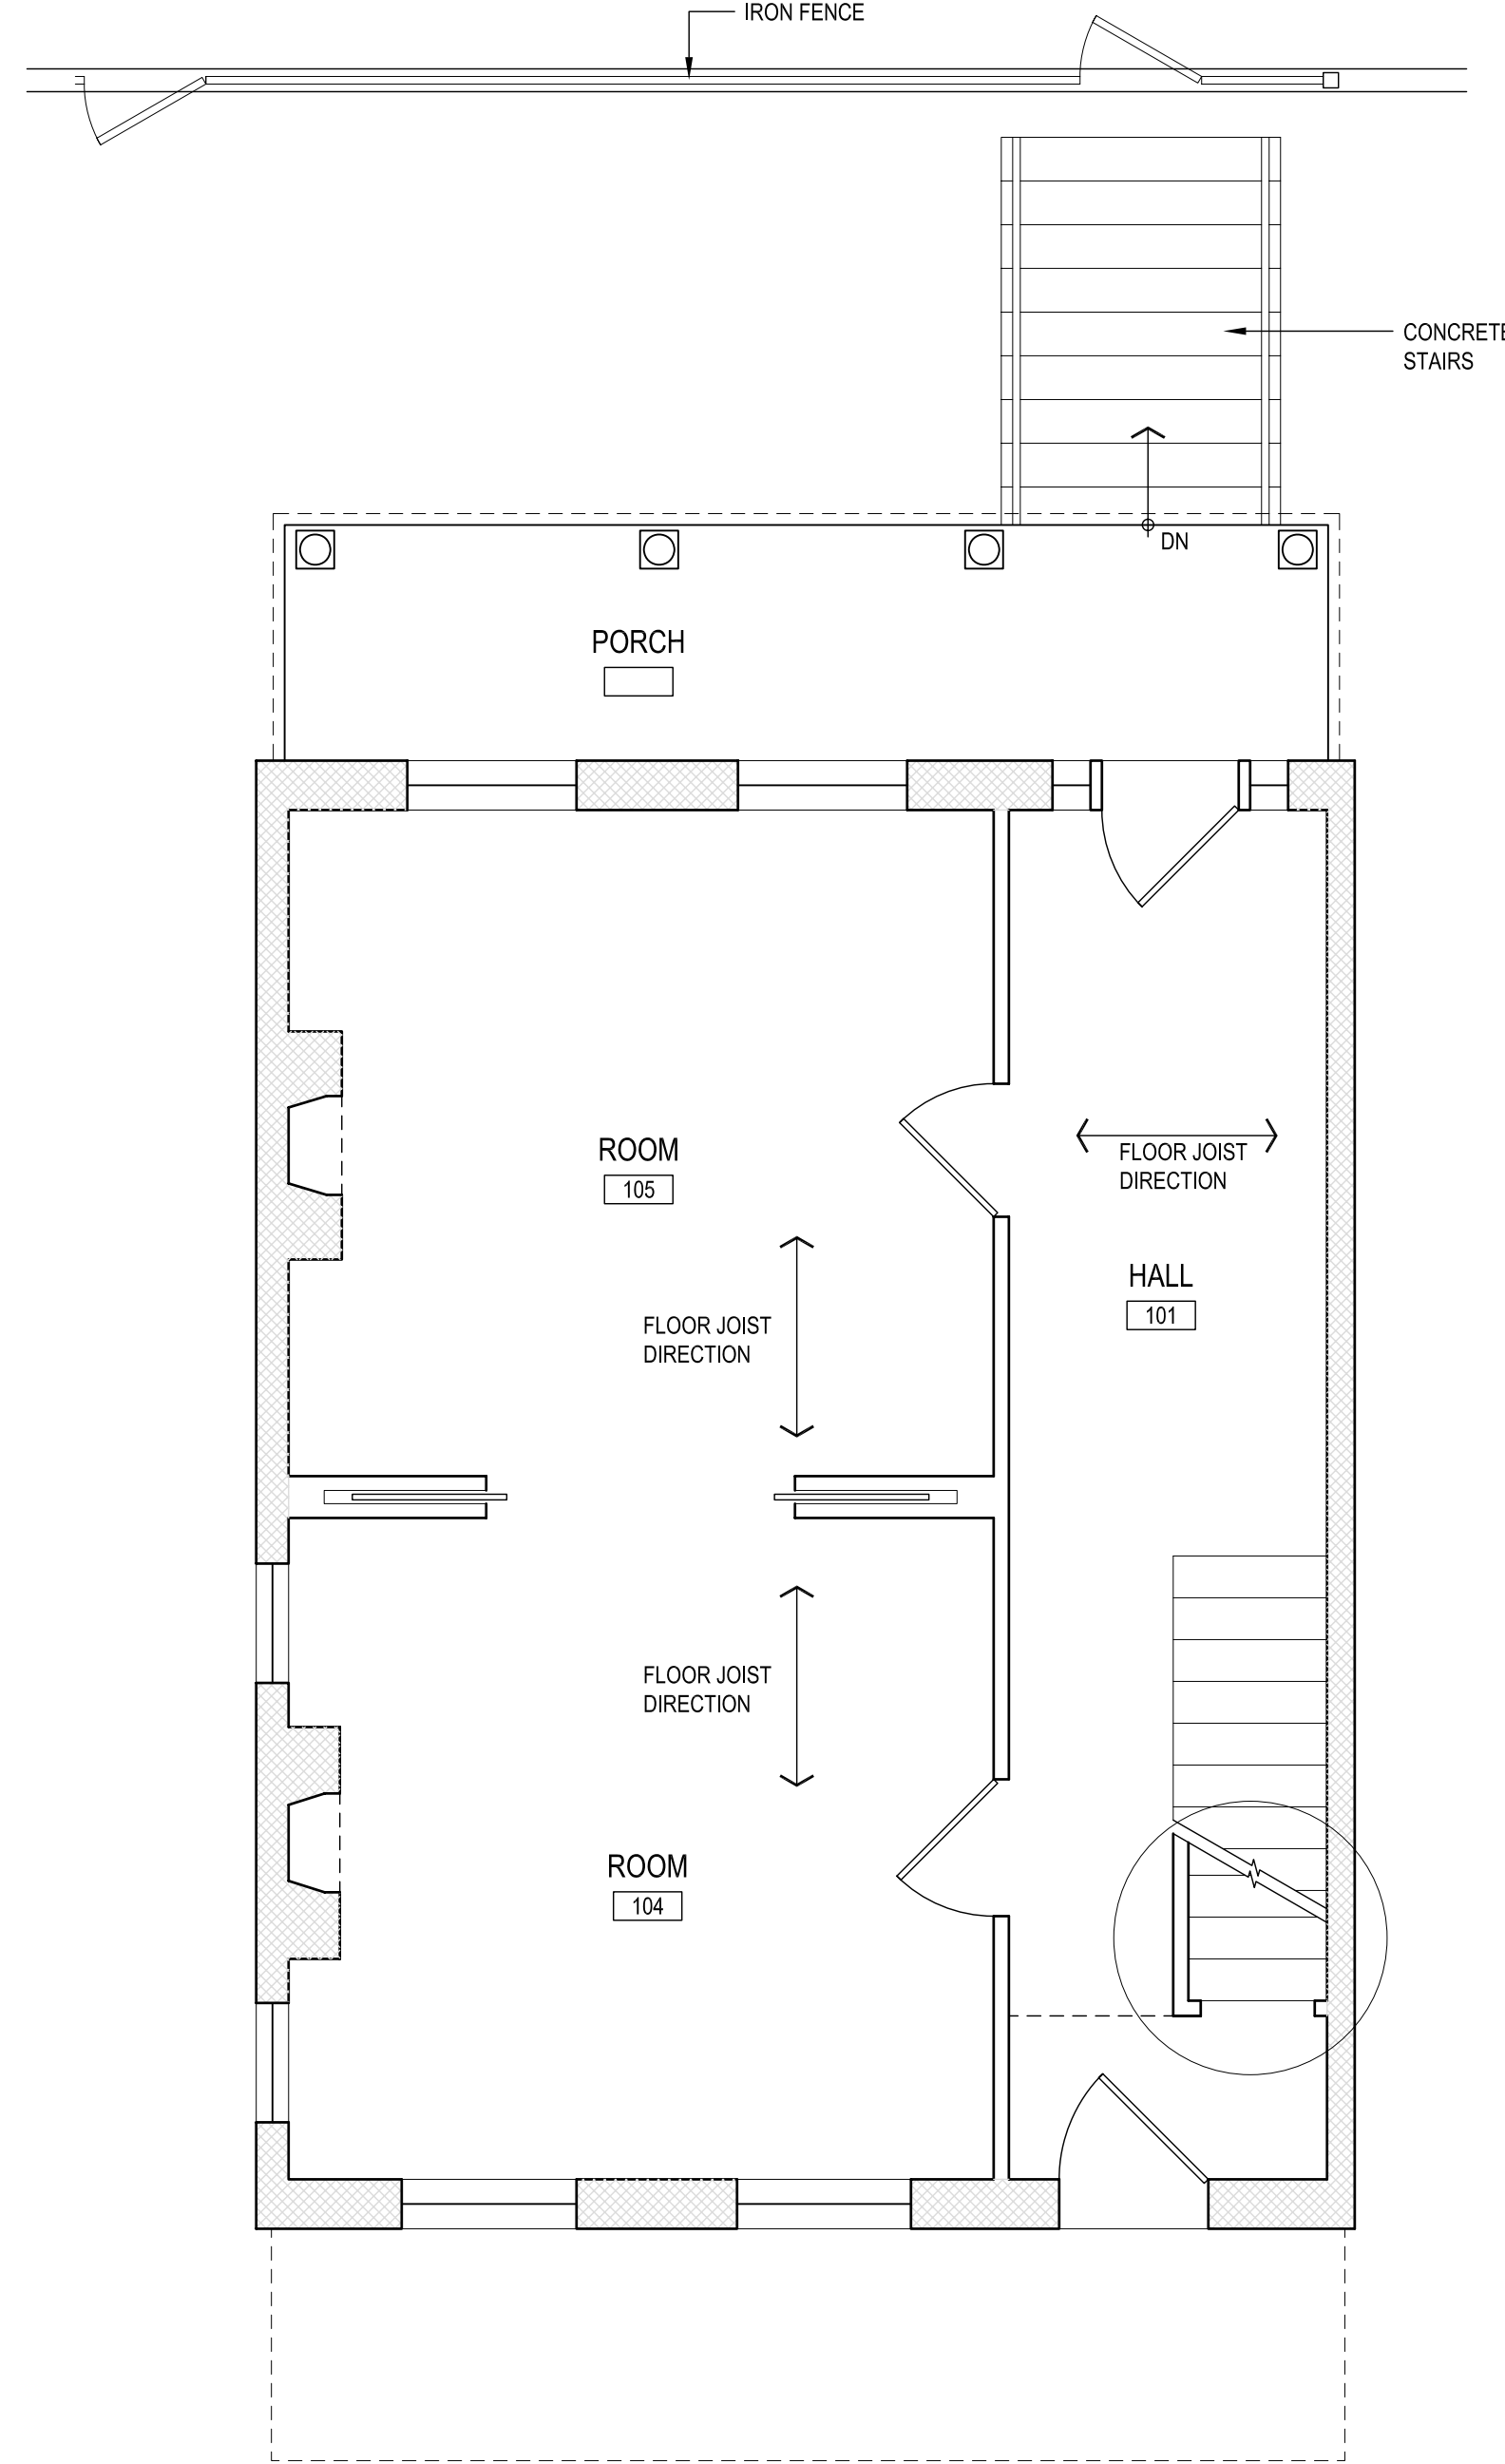 IRON FENCE
CONCRETE
STAIRS
DN
PORCH
ROOM
105
FLOOR JOIST
DIRECTION
HALL
101
FLOOR JOIST
DIRECTION
FLOOR JOIST
DIRECTION
ROOM
104